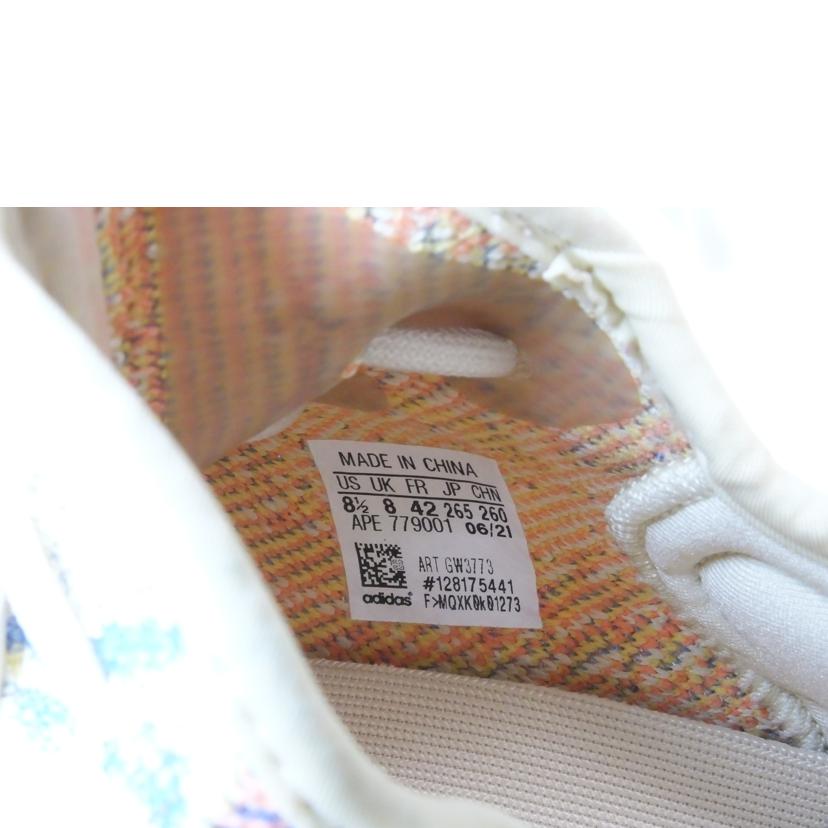 MADE IN CHINA
US UK FR JP CHN
8½ 8 42 265 260
APE 779001 06/21
ART GW3773
#128175441
adidas® F>MQXK0k01273